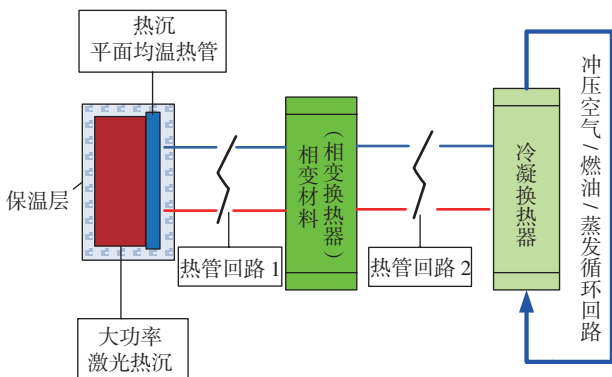 热沉
平面均温热管
保温层
大功率
激光热沉
热管回路 1
相变材料
(相变换热器)
热管回路 2
冷凝换热器
冲压空气/燃油/蒸发循环回路